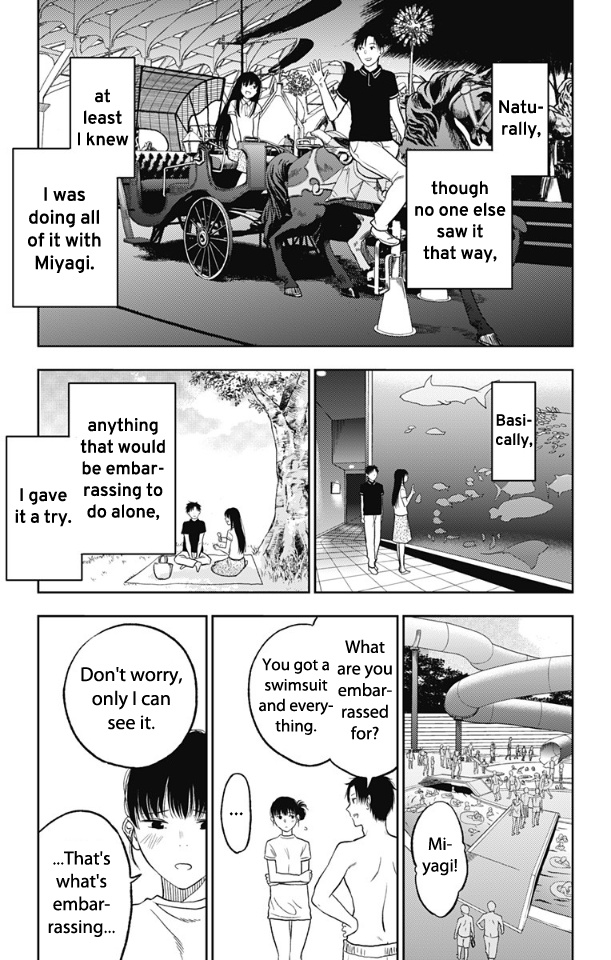 Natu-
rally,
though
no one else
saw it
that way,
at
least
I knew
I was
doing all
of it with
Miyagi.
Basi-
cally,
anything
that would
be embar-
rassing to
do alone,
I gave
it a try.
Mi-
yagi!
What
are you
embar-
rassed
for?
You got a
swimsuit
and every-
thing.
....
Don't worry,
only I can
see it.
...That's
what's
embar-
rassing...